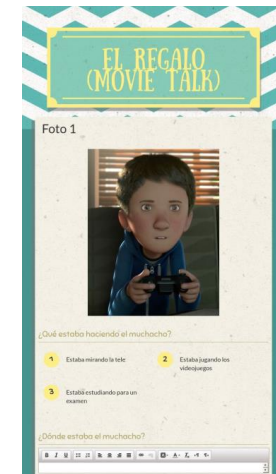 EL REGALO
(MOVIE TALK)
Foto 1
¿Qué estaba haciendo el muchacho?
1 Estaba mirando la tele
2 Estaba jugando los
videojuegos
3 Estaba estudiando para un
examen
¿Dónde estaba el muchacho?